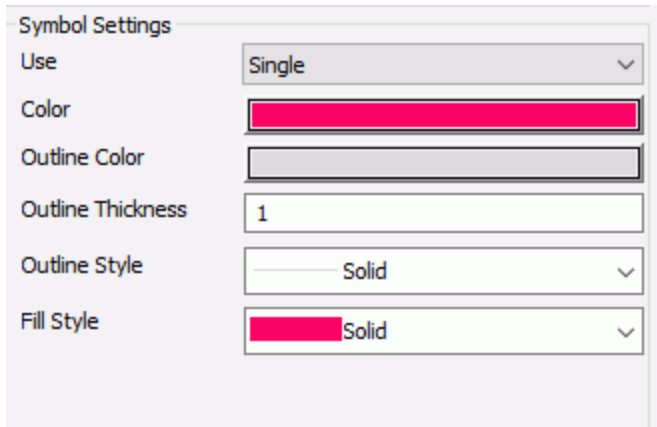 Symbol Settings
Use Single
Color
Outline Color
Outline Thickness 1
Outline Style Solid
Fill Style Solid